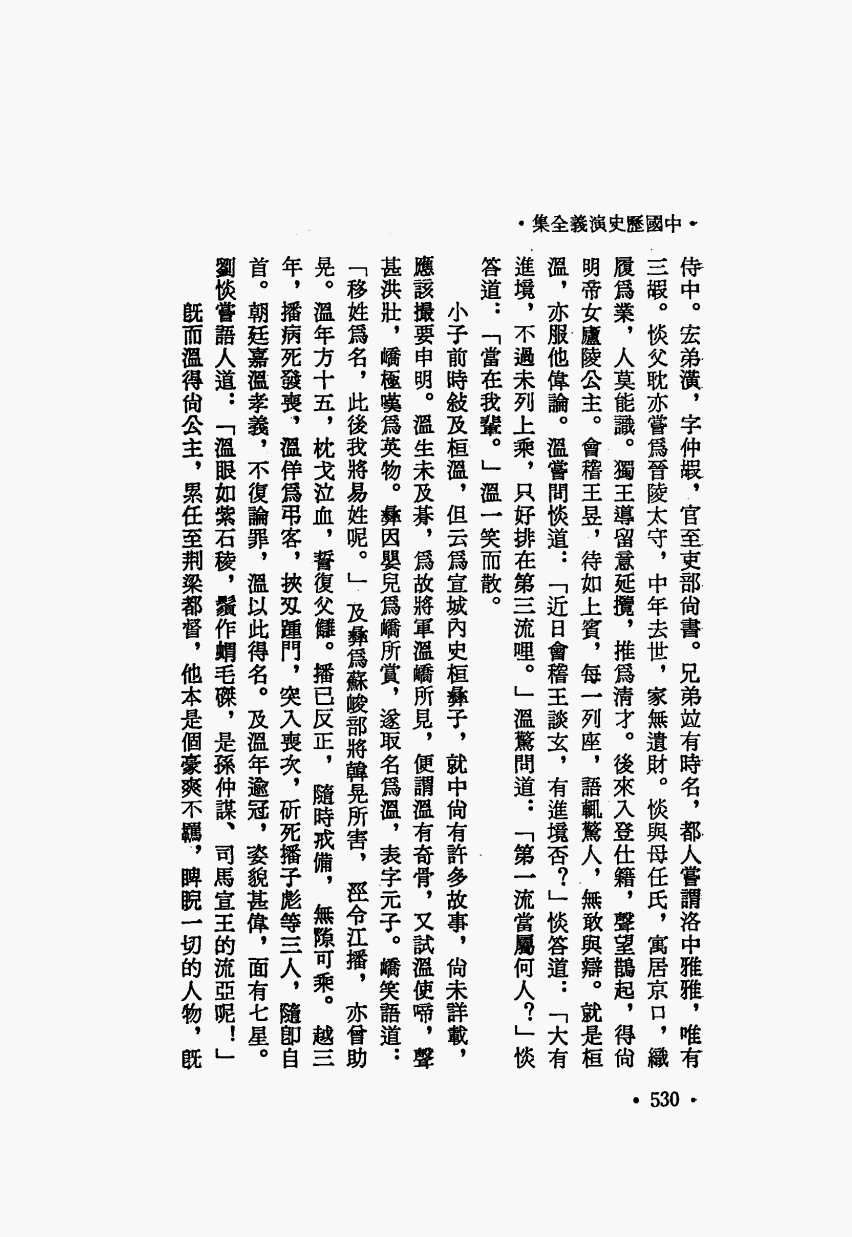 •中國歷史演義全集•
侍中。宏弟潢，字仲嘏，官至吏部尙書。兄弟竝有時名，都人嘗謂洛中雅雅，唯有
三嘏。惔父耽亦嘗爲晉陵太守，中年去世，家無遺財。惔與母任氏，寓居京口，織
履爲業，人莫能識。獨王導留意延攬，推爲清才。後來入登仕籍，聲望鵲起，得尙
明帝女廬陵公主。會稽王昱，待如上賓，每一列座，語輒驚人，無敢與辯。就是桓
溫，亦服他偉論。溫嘗問惔道：「近日會稽王談玄，有進境否？」惔答道：「大有
進境，不過未列上乘，只好排在第三流哩。」溫驚問道：「第一流當屬何人？」惔
答道：「當在我輩。」溫一笑而散。
小子前時敍及桓溫，但云爲宣城內史桓彝子，就中尙有許多故事，尙未詳載，
應該撮要申明。溫生未及朞，爲故將軍溫嶠所見，便謂溫有奇骨，又試溫使啼，聲
甚洪壯，嶠極嘆爲英物。彝因嬰兒爲嶠所賞，遂取名爲溫，表字元子。嶠笑語道：
「移姓爲名，此後我將易姓呢。」及彝爲蘇峻部將韓晃所害，涇令江播，亦曾助
晃。溫年方十五，枕戈泣血，誓復父讎。播已反正，隨時戒備，無隙可乘。越三
年，播病死發喪，溫佯爲弔客，挾刃踵門，突入喪次，斫死播子彪等三人，隨卽自
首。朝廷嘉溫孝義，不復論罪，溫以此得名。及溫年逾冠，姿貌甚偉，面有七星。
劉惔嘗語人道：「溫眼如紫石稜，鬚作蝟毛磔，是孫仲謀、司馬宣王的流亞呢！」
旣而溫得尙公主，累任至荆梁都督，他本是個豪爽不羈，睥睨一切的人物，旣
•530•